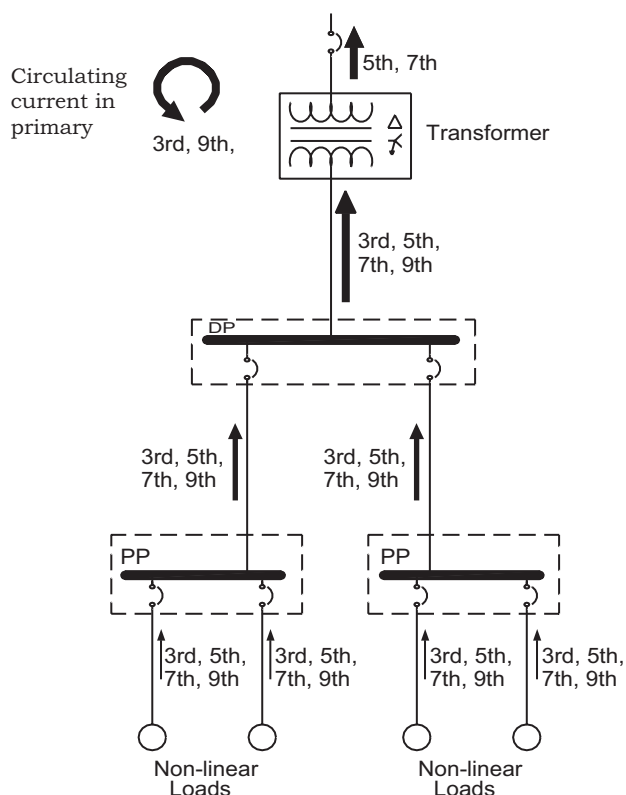 5th, 7th
Circulating
current in
primary
3rd, 9th,
Transformer
3rd, 5th,
7th, 9th
DP
3rd, 5th,
7th, 9th
3rd, 5th,
7th, 9th
PP
PP
3rd, 5th,
7th, 9th
3rd, 5th,
7th, 9th
3rd, 5th,
7th, 9th
3rd, 5th,
7th, 9th
Non-linear
Loads
Non-linear
Loads